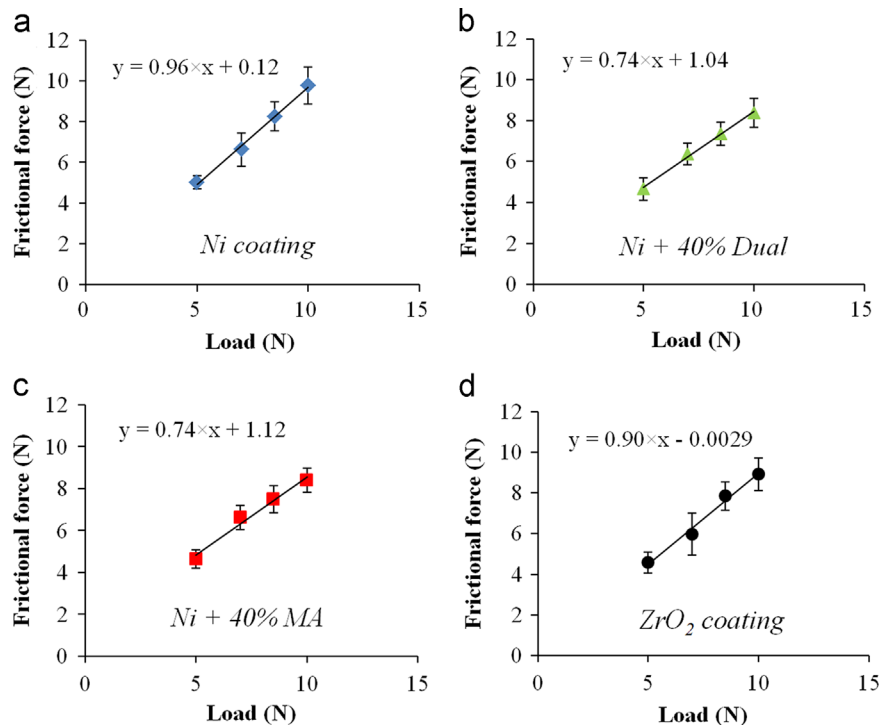 a
12
10
8
6
4
2
0
Frictional force (N)
y = 0.96×x + 0.12
Ni coating
0 5 10 15
Load (N)
b
12
10
8
6
4
2
0
Frictional force (N)
y = 0.74×x + 1.04
Ni + 40% Dual
0 5 10 15
Load (N)
c
12
10
8
6
4
2
0
Frictional force (N)
y = 0.74×x + 1.12
Ni + 40% MA
0 5 10 15
Load (N)
d
12
10
8
6
4
2
0
Frictional force (N)
y = 0.90×x - 0.0029
ZrO₂ coating
0 5 10 15
Load (N)